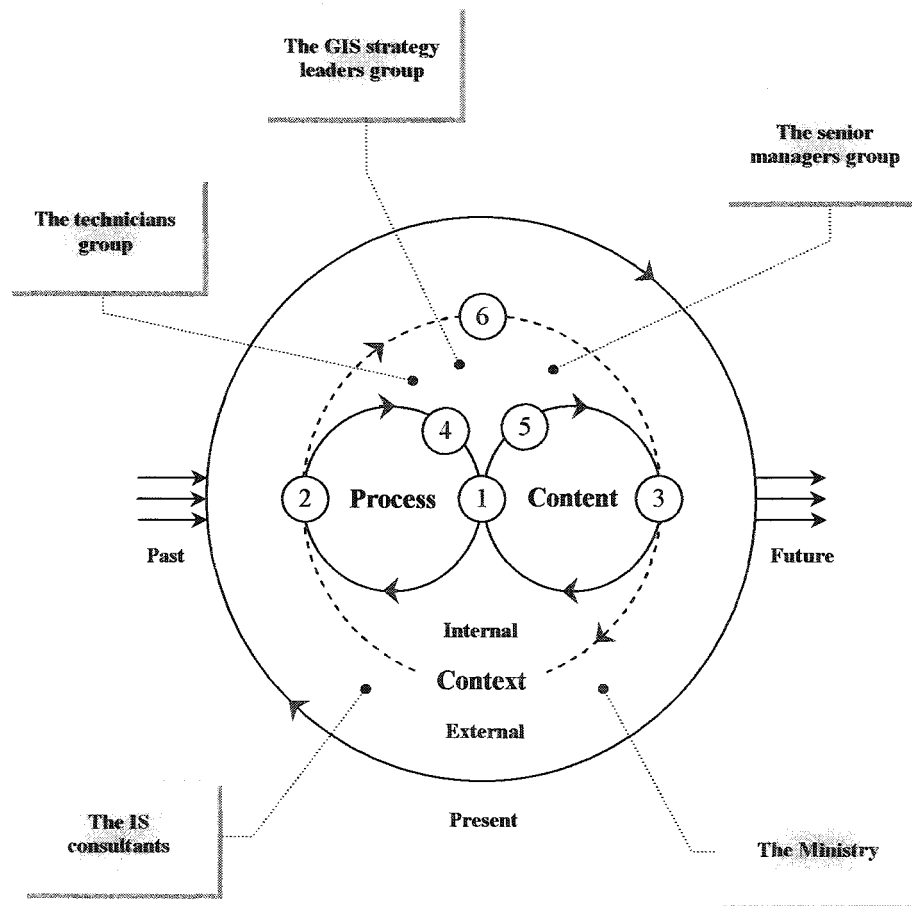 The GIS strategy
leaders group
The senior
managers group
The technicians
group
6
4
5
2
Process
1
Content
3
Past
Future
Internal
Context
External
The IS
consultants
Present
The Ministry